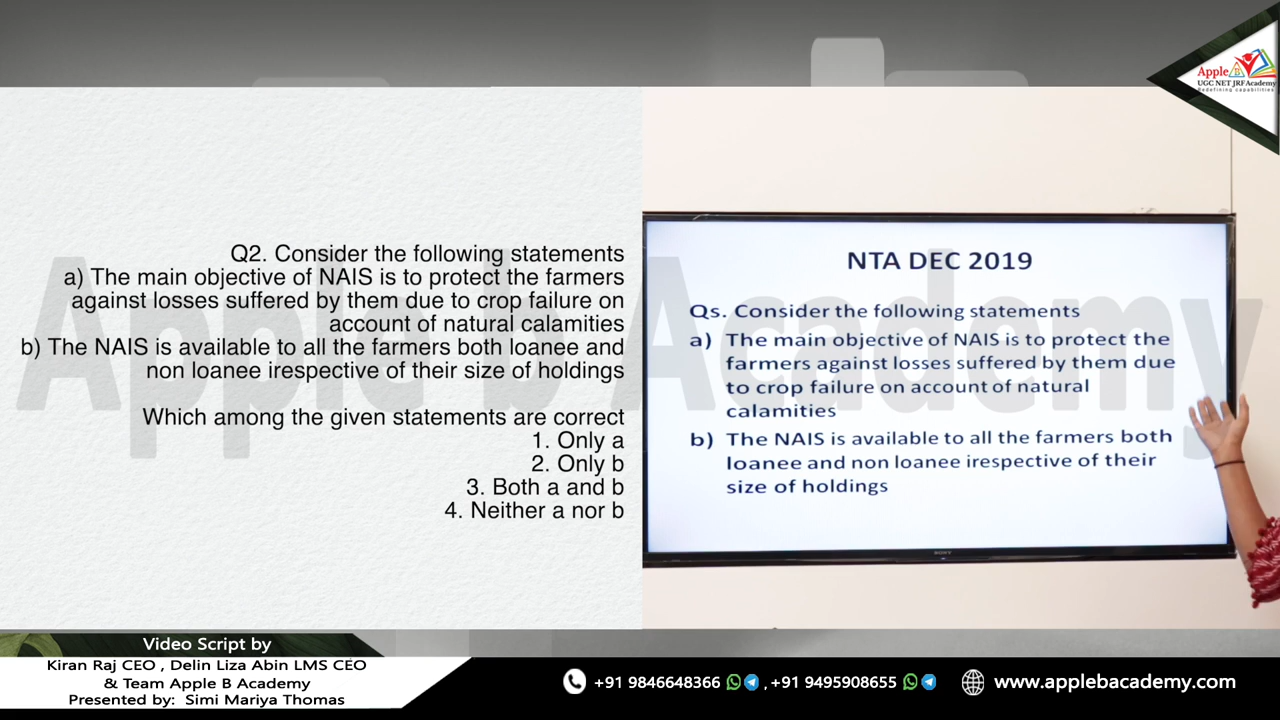 Apple B
UGC NET JRF Academy
Redefining capabilities
Q2. Consider the following statements
a) The main objective of NAIS is to protect the farmers
against losses suffered by them due to crop failure on
account of natural calamities
b) The NAIS is available to all the farmers both loanee and
non loanee irespective of their size of holdings
Which among the given statements are correct
1. Only a
2. Only b
3. Both a and b
4. Neither a nor b
NTA DEC 2019
Qs. Consider the following statements
a) The main objective of NAIS is to protect the
farmers against losses suffered by them due
to crop failure on account of natural
calamities
b) The NAIS is available to all the farmers both
loanee and non loanee irespective of their
size of holdings
SONY
Apple b Academy
Video Script by
Kiran Raj CEO , Delin Liza Abin LMS CEO
& Team Apple B Academy
Presented by: Simi Mariya Thomas
+91 9846648366 , +91 9495908655 www.applebacademy.com